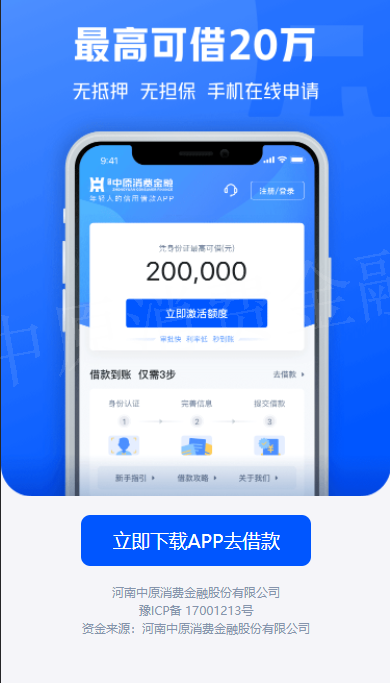 最高可借20万
无抵押 无担保 手机在线申请
9:41
中原消费金融
年轻人的信用借款APP
注册/登录
凭身份证最高可借(元)
200,000
立即激活额度
审批快 利率低 秒到账
借款到账 仅需3步
去借款
身份认证 完善信息 提交借款
1 2 3
新手指引 借款攻略 关于我们
中原消费金融
立即下载APP去借款
河南中原消费金融股份有限公司
豫ICP备 17001213号
资金来源：河南中原消费金融股份有限公司